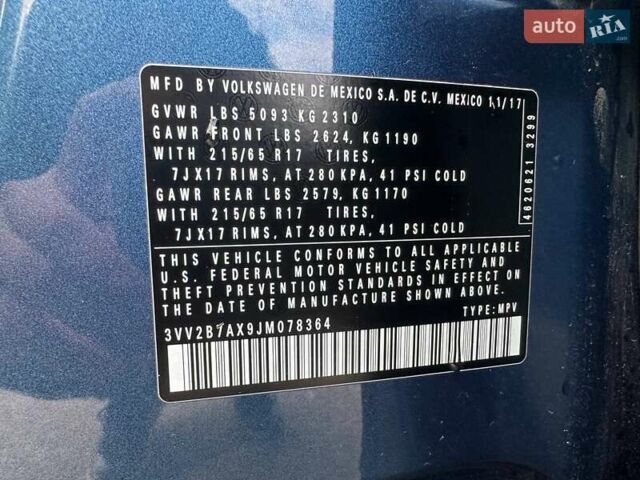 auto RIA
.com
MFD BY VOLKSWAGEN DE MEXICO S.A. DE C.V. MEXICO 11/17
GVWR LBS 5093 KG 2310
GAWR FRONT LBS 2624, KG 1190
WITH 215/65 R17 TIRES,
7JX17 RIMS, AT 280 KPA, 41 PSI COLD
GAWR REAR LBS 2579, KG 1170
WITH 215/65 R17 TIRES,
7JX17 RIMS, AT 280 KPA, 41 PSI COLD
THIS VEHICLE CONFORMS TO ALL APPLICABLE
U.S. FEDERAL MOTOR VEHICLE SAFETY AND
THEFT PREVENTION STANDARDS IN EFFECT ON
THE DATE OF MANUFACTURE SHOWN ABOVE.
3VV2B7AX9JM078364 TYPE: MPV
4620621 3299